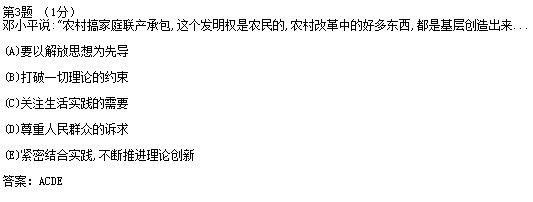 第3题 （1分）
邓小平说:"农村搞家庭联产承包,这个发明权是农民的,农村改革中的好多东西,都是基层创造出来...
(A)要以解放思想为先导
(B)打破一切理论的约束
(C)关注生活实践的需要
(D)尊重人民群众的诉求
(E)紧密结合实践,不断推进理论创新
答案: ACDE